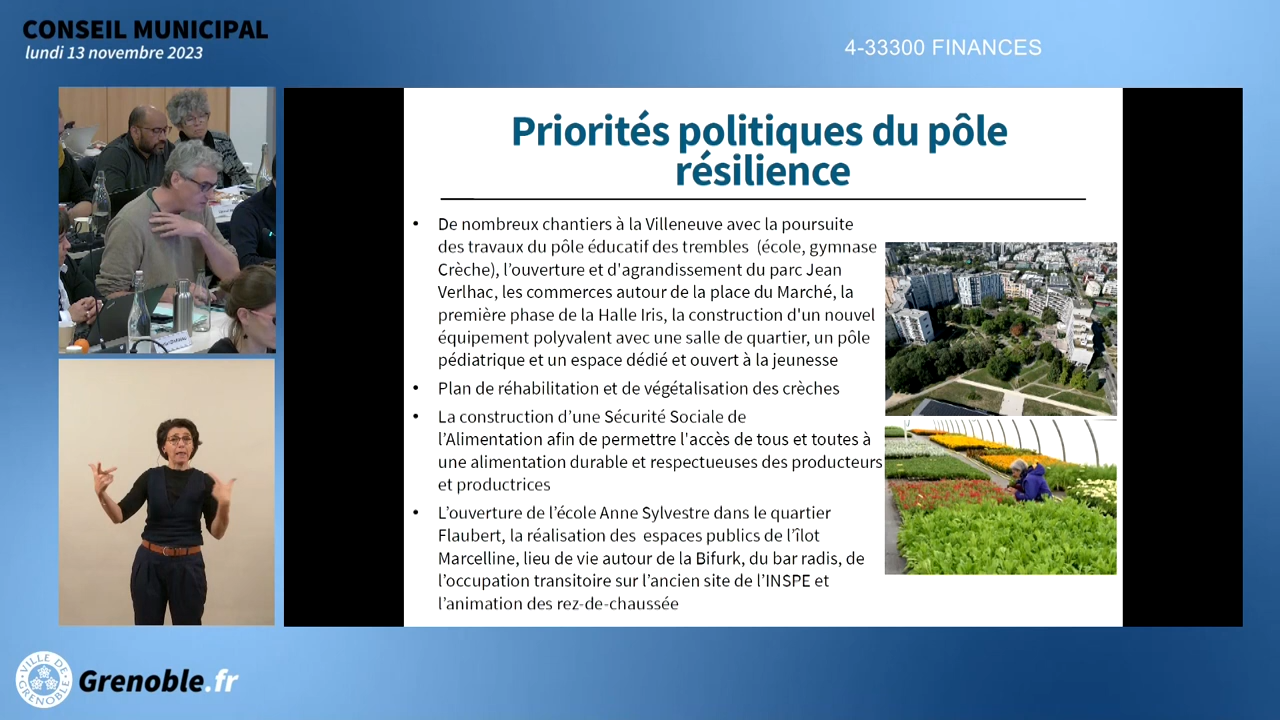 CONSEIL MUNICIPAL
lundi 13 novembre 2023
4-33300 FINANCES
Priorités politiques du pôle
résilience
• De nombreux chantiers à la Villeneuve avec la poursuite
des travaux du pôle éducatif des trembles (école, gymnase
Crèche), l’ouverture et d'agrandissement du parc Jean
Verlhac, les commerces autour de la place du Marché, la
première phase de la Halle Iris, la construction d'un nouvel
équipement polyvalent avec une salle de quartier, un pôle
pédiatrique et un espace dédié et ouvert à la jeunesse
• Plan de réhabilitation et de végétalisation des crèches
• La construction d’une Sécurité Sociale de
l’Alimentation afin de permettre l'accès de tous et toutes à
une alimentation durable et respectueuses des producteurs
et productrices
• L’ouverture de l’école Anne Sylvestre dans le quartier
Flaubert, la réalisation des espaces publics de l’îlot
Marcelline, lieu de vie autour de la Bifurk, du bar radis, de
l’occupation transitoire sur l’ancien site de l’INSPE et
l’animation des rez-de-chaussée
VILLE DE
GRENOBLE
Grenoble.fr